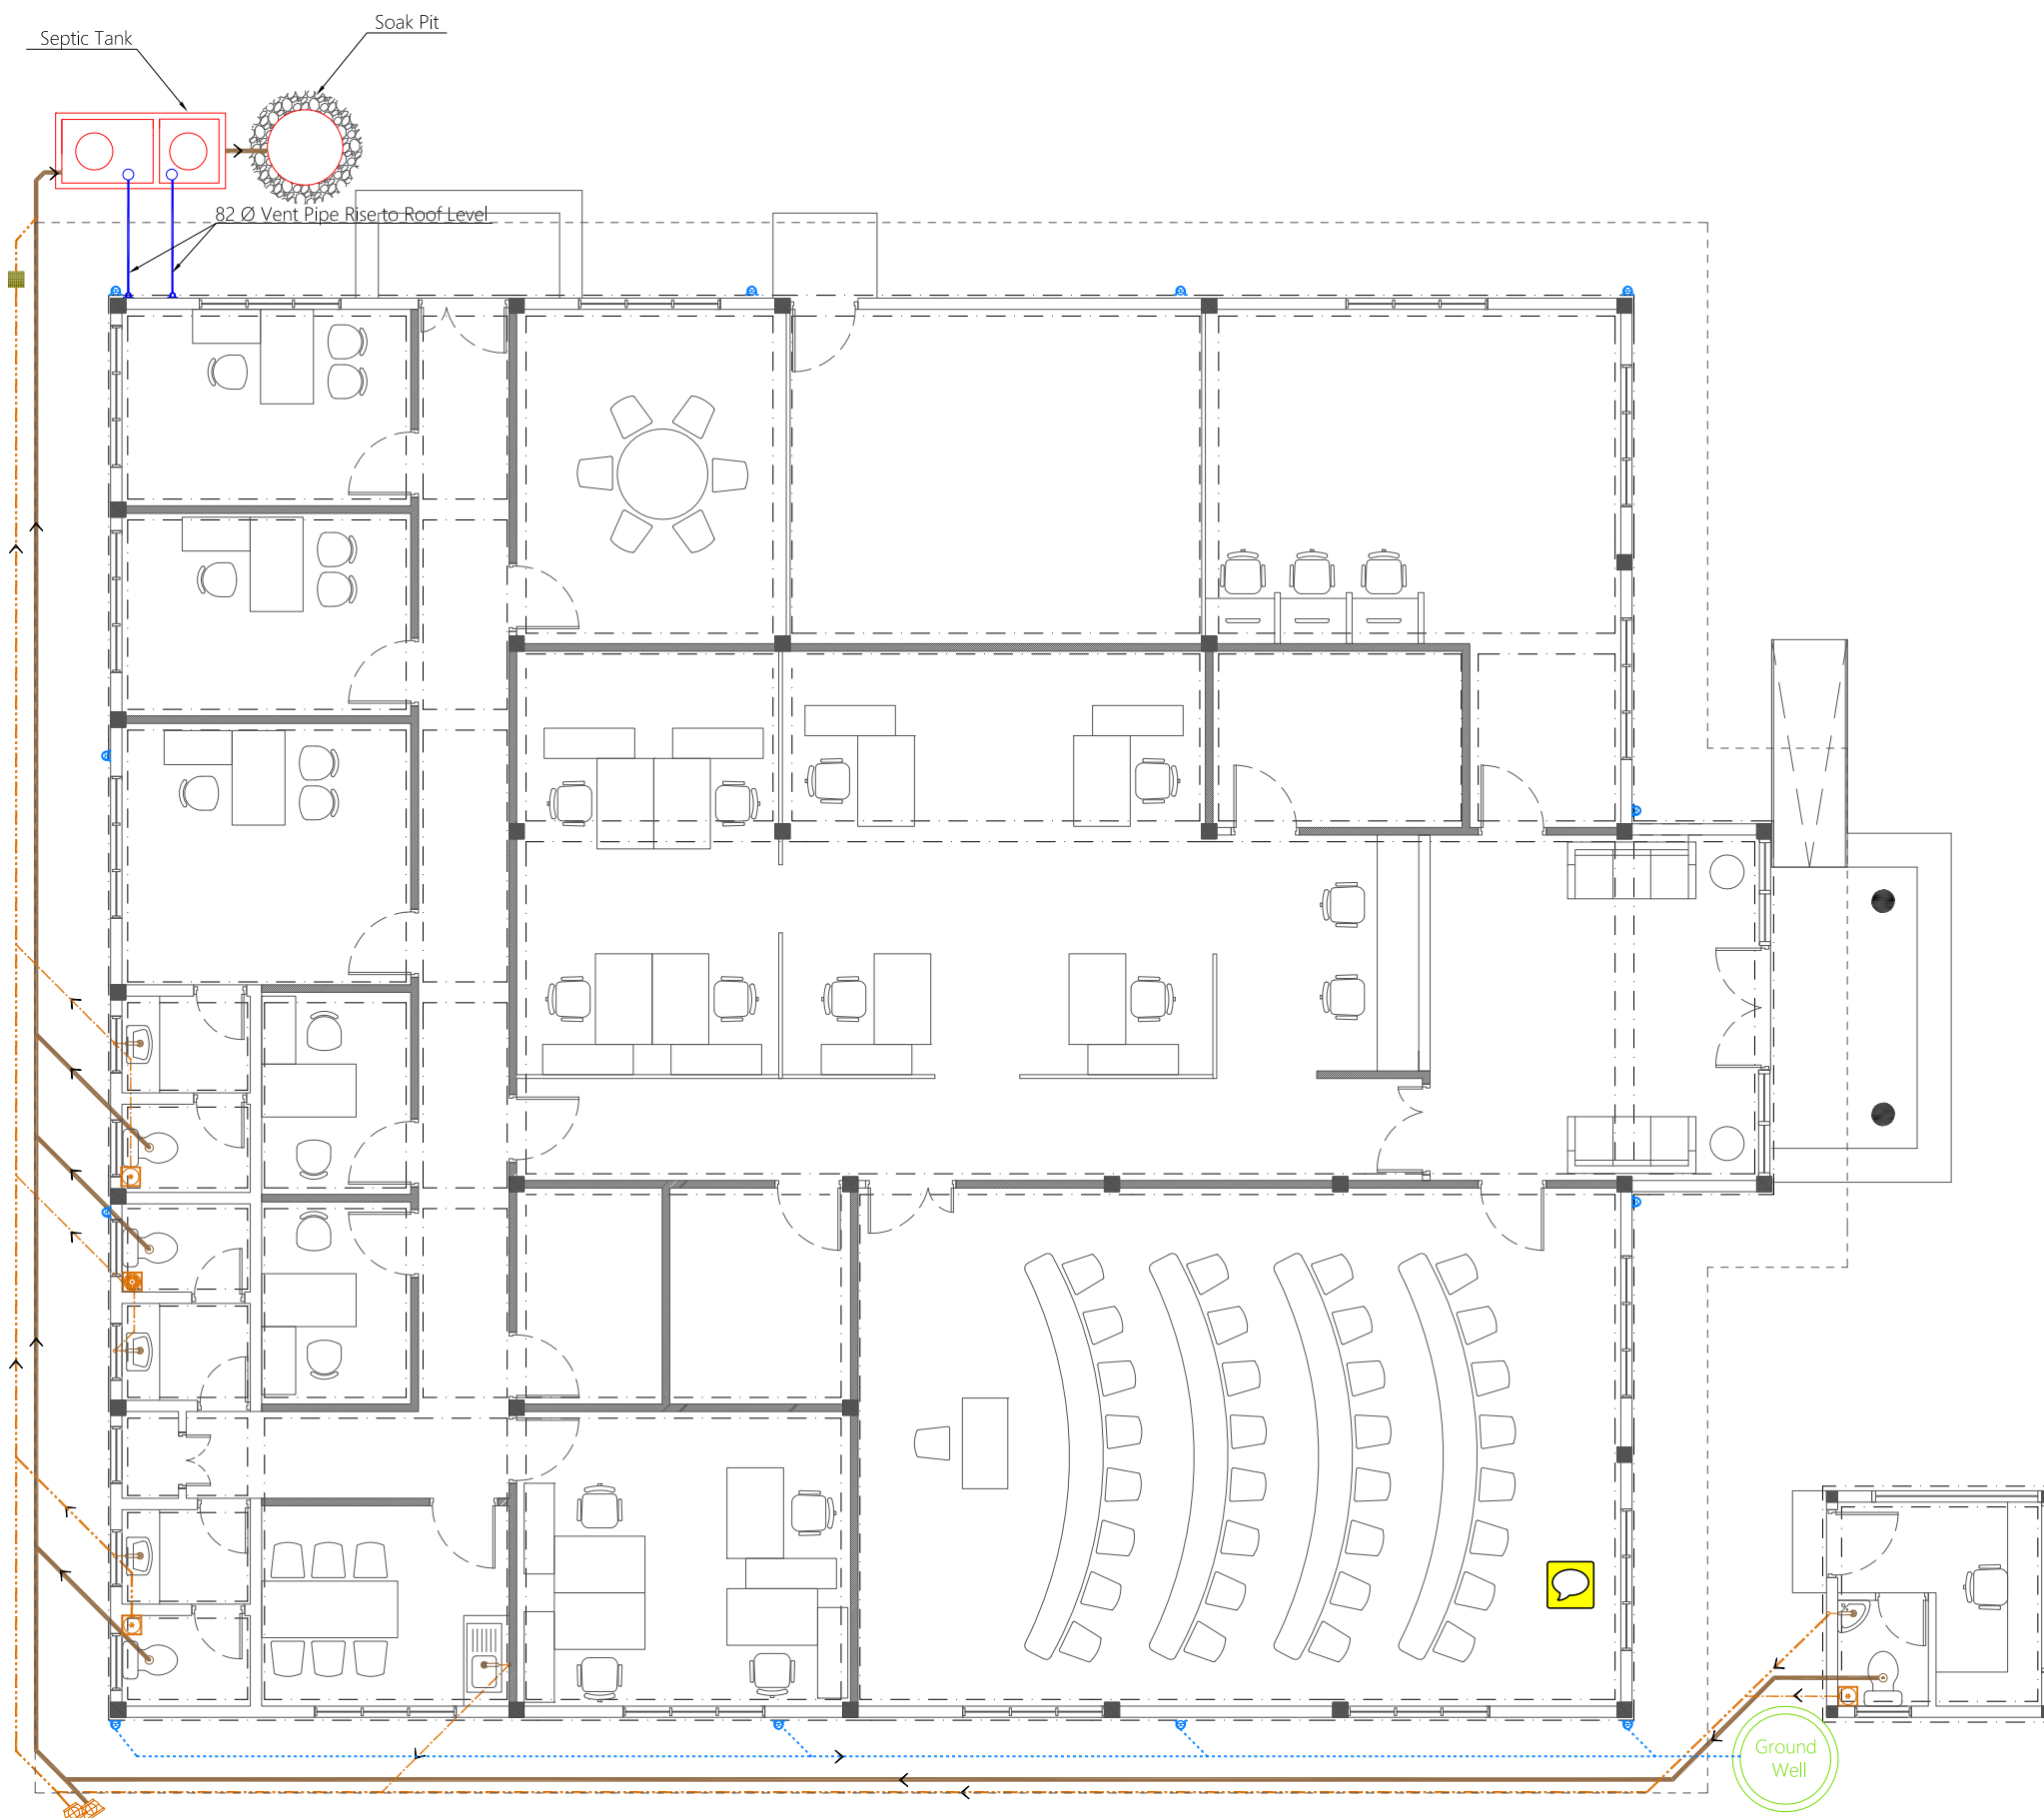 Soak Pit
Septic Tank
82 Ø Vent Pipe Rise to Roof Level
Ground
Well